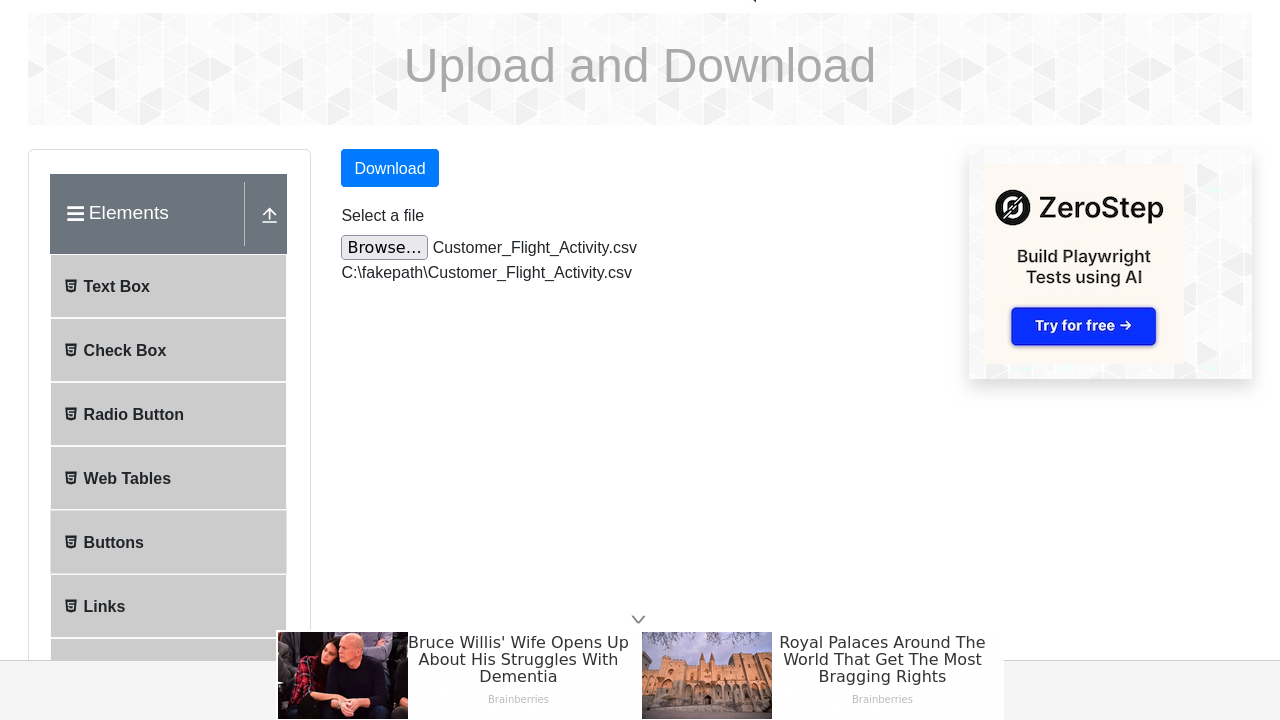 Upload and Download
Elements
Text Box
Check Box
Radio Button
Web Tables
Buttons
Links
Download
Select a file
Browse... Customer_Flight_Activity.csv
C:\fakepath\Customer_Flight_Activity.csv
ZeroStep
Build Playwright
Tests using AI
Try for free →
Bruce Willis' Wife Opens Up
About His Struggles With
Dementia
Brainberries
Royal Palaces Around The
World That Get The Most
Bragging Rights
Brainberries